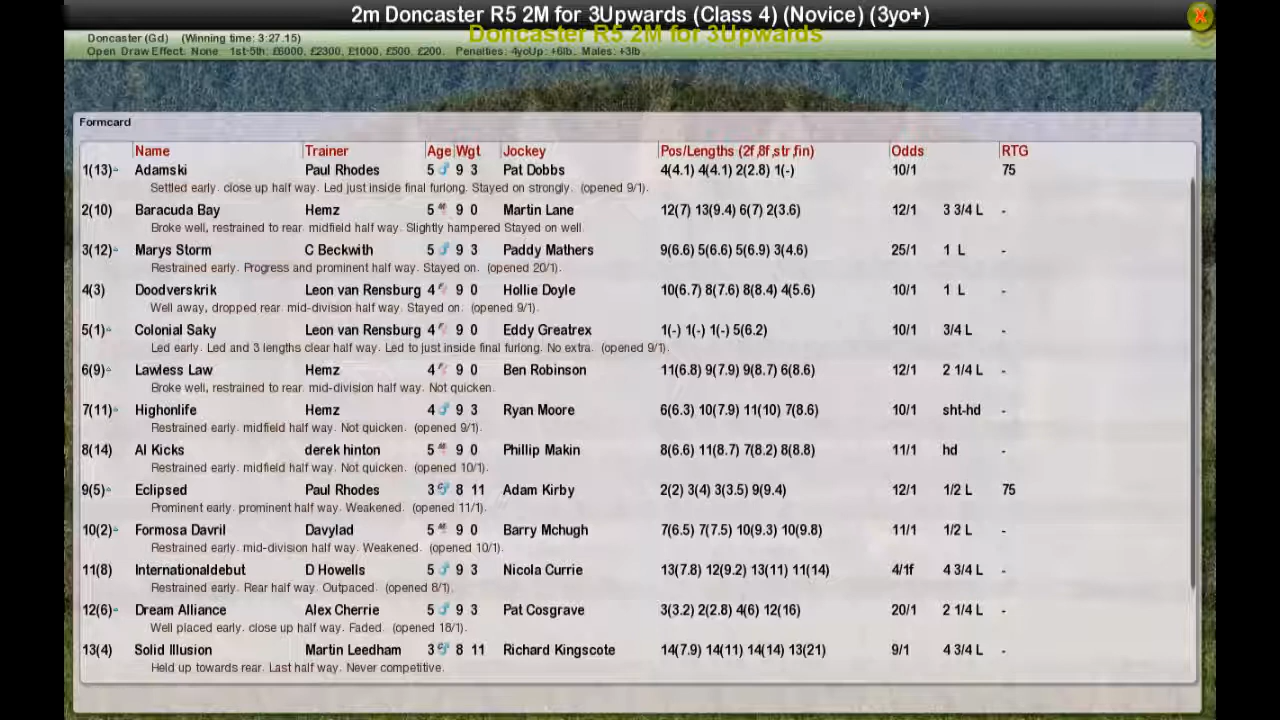 2m Doncaster R5 2M for 3Upwards (Class 4) (Novice) (3yo+)
Doncaster R5 2M for 3Upwards
Doncaster (Gd) (Winning time: 3:27.15)
Open Draw Effect: None 1st-5th: £6000, £2300, £1000, £500, £200. Penalties: 4yoUp: +6lb, Males: +3lb
Formcard
Name Trainer Age Wgt Jockey Pos/Lengths (2f,8f,str,fin) Odds RTG
1(13) Adamski Paul Rhodes 5 9 3 Pat Dobbs 4(4.1) 4(4.1) 2(2.8) 1(-) 10/1 75
Settled early. close up half way. Led just inside final furlong. Stayed on strongly. (opened 9/1).
2(10) Baracuda Bay Hemz 5 9 0 Martin Lane 12(7) 13(9.4) 6(7) 2(3.6) 12/1 3 3/4 L -
Broke well, restrained to rear. midfield half way. Slightly hampered Stayed on well.
3(12) Marys Storm C Beckwith 5 9 3 Paddy Mathers 9(6.6) 5(6.6) 5(6.9) 3(4.6) 25/1 1 L -
Restrained early. Progress and prominent half way. Stayed on. (opened 20/1).
4(3) Doodverskrik Leon van Rensburg 4 9 0 Hollie Doyle 10(6.7) 8(7.6) 8(8.4) 4(5.6) 10/1 1 L -
Well away, dropped rear. mid-division half way. Stayed on. (opened 9/1).
5(1) Colonial Saky Leon van Rensburg 4 9 0 Eddy Greatrex 1(-) 1(-) 1(-) 5(6.2) 10/1 3/4 L -
Led early. Led and 3 lengths clear half way. Led to just inside final furlong. No extra. (opened 9/1).
6(9) Lawless Law Hemz 4 9 0 Ben Robinson 11(6.8) 9(7.9) 9(8.7) 6(8.6) 12/1 2 1/4 L -
Broke well, restrained to rear. mid-division half way. Not quicken.
7(11) Highonlife Hemz 4 9 3 Ryan Moore 6(6.3) 10(7.9) 11(10) 7(8.6) 10/1 sht-hd -
Restrained early. midfield half way. Not quicken. (opened 9/1).
8(14) Al Kicks derek hinton 5 9 0 Phillip Makin 8(6.6) 11(8.7) 7(8.2) 8(8.8) 11/1 hd -
Restrained early. midfield half way. Not quicken. (opened 10/1).
9(5) Eclipsed Paul Rhodes 3 8 11 Adam Kirby 2(2) 3(4) 3(3.5) 9(9.4) 12/1 1/2 L 75
Prominent early. prominent half way. Weakened. (opened 11/1).
10(2) Formosa Davril Davylad 5 9 0 Barry Mchugh 7(6.5) 7(7.5) 10(9.3) 10(9.8) 11/1 1/2 L -
Restrained early. mid-division half way. Weakened. (opened 10/1).
11(8) Internationaldebut D Howells 5 9 3 Nicola Currie 13(7.8) 12(9.2) 13(11) 11(14) 4/1f 4 3/4 L -
Restrained early. Rear half way. Outpaced. (opened 8/1).
12(6) Dream Alliance Alex Cherrie 5 9 3 Pat Cosgrave 3(3.2) 2(2.8) 4(6) 12(16) 20/1 2 1/4 L -
Well placed early. close up half way. Faded. (opened 18/1).
13(4) Solid Illusion Martin Leedham 3 8 11 Richard Kingscote 14(7.9) 14(11) 14(14) 13(21) 9/1 4 3/4 L -
Held up towards rear. Last half way. Never competitive.